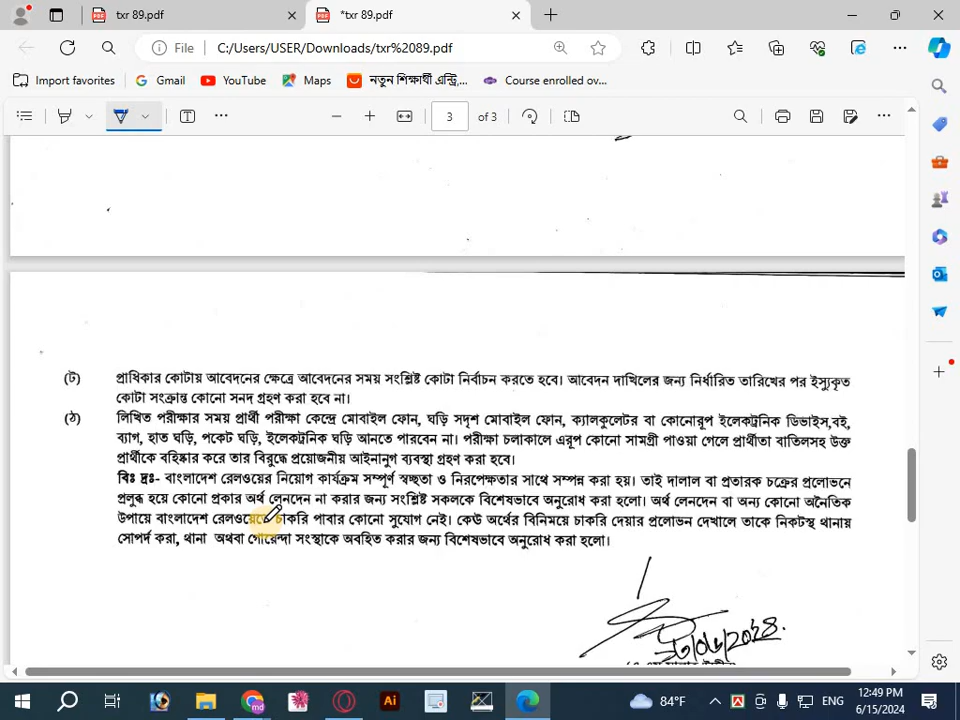 txr 89.pdf
*txr 89.pdf
File C:/Users/USER/Downloads/txr%2089.pdf
Import favorites Gmail YouTube Maps নতুন শিক্ষার্থী এন্ট্রি,... Course enrolled ov...
3 of 3
(ট) প্রাধিকার কোটায় আবেদনের ক্ষেত্রে আবেদনের সময় সংশ্লিষ্ট কোটা নির্বাচন করতে হবে। আবেদন দাখিলের জন্য নির্ধারিত তারিখের পর ইস্যুকৃত
কোটা সংক্রান্ত কোনো সনদ গ্রহণ করা হবে না।
(ঠ) লিখিত পরীক্ষার সময় প্রার্থী পরীক্ষা কেন্দ্রে মোবাইল ফোন, ঘড়ি সদৃশ মোবাইল ফোন, ক্যালকুলেটর বা কোনোরূপ ইলেকট্রনিক ডিভাইস,বই,
ব্যাগ, হাত ঘড়ি, পকেট ঘড়ি, ইলেকট্রনিক ঘড়ি আনতে পারবেন না। পরীক্ষা চলাকালে এরূপ কোনো সামগ্রী পাওয়া গেলে প্রার্থীতা বাতিলসহ উক্ত
প্রার্থীকে বহিষ্কার করে তার বিরুদ্ধে প্রয়োজনীয় আইনানুগ ব্যবস্থা গ্রহণ করা হবে।
বিঃ দ্রঃ- বাংলাদেশ রেলওয়ের নিয়োগ কার্যক্রম সম্পূর্ণ স্বচ্ছতা ও নিরপেক্ষতার সাথে সম্পন্ন করা হয়। তাই দালাল বা প্রতারক চক্রের প্রলোভনে
প্রলুব্ধ হয়ে কোনো প্রকার অর্থ লেনদেন না করার জন্য সংশ্লিষ্ট সকলকে বিশেষভাবে অনুরোধ করা হলো। অর্থ লেনদেন বা অন্য কোনো অনৈতিক
উপায়ে বাংলাদেশ রেলওয়েতে চাকরি পাবার কোনো সুযোগ নেই। কেউ অর্থের বিনিময়ে চাকরি দেয়ার প্রলোভন দেখালে তাকে নিকটস্থ থানায়
সোপর্দ করা, থানা অথবা গোয়েন্দা সংস্থাকে অবহিত করার জন্য বিশেষভাবে অনুরোধ করা হলো।
84°F ENG 12:49 PM
6/15/2024